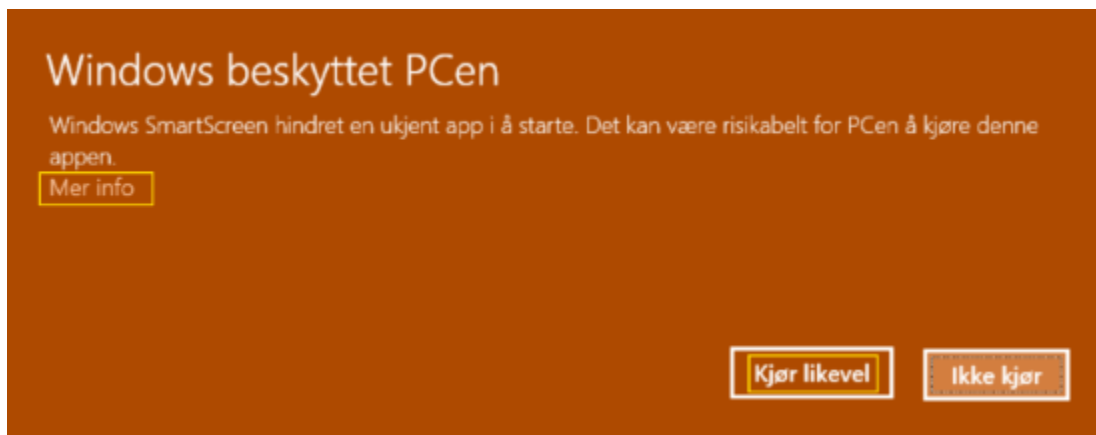 Windows beskyttet PCen
Windows SmartScreen hindret en ukjent app i å starte. Det kan være risikabelt for PCen å kjøre denne
appen.
Mer info
Kjør likevel
Ikke kjør